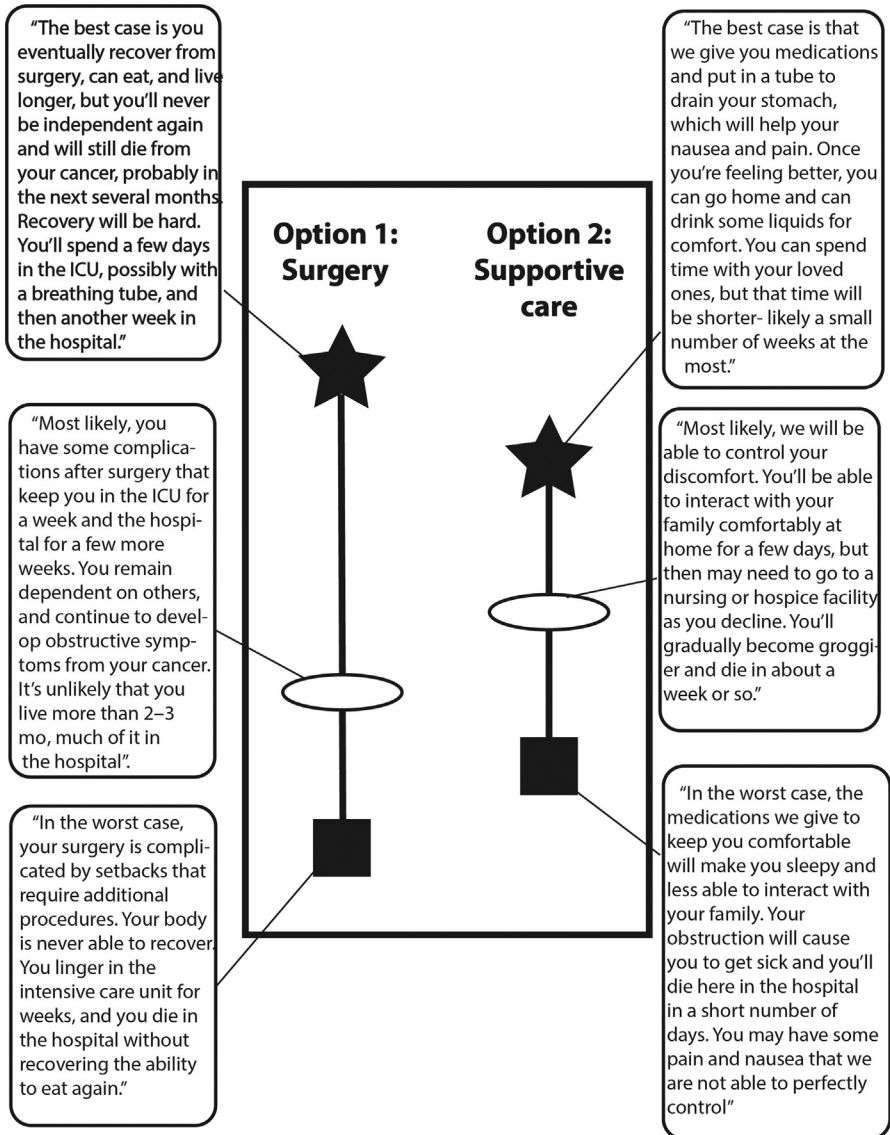 “The best case is you
eventually recover from
surgery, can eat, and live
longer, but you’ll never
be independent again
and will still die from
your cancer, probably in
the next several months.
Recovery will be hard.
You’ll spend a few days
in the ICU, possibly with
a breathing tube, and
then another week in
the hospital.”
“Most likely, you
have some complica-
tions after surgery that
keep you in the ICU for
a week and the hospi-
tal for a few more
weeks. You remain
dependent on others,
and continue to devel-
op obstructive symp-
toms from your cancer.
It’s unlikely that you
live more than 2–3
mo, much of it in
the hospital”.
“In the worst case,
your surgery is compli-
cated by setbacks that
require additional
procedures. Your body
is never able to recover.
You linger in the
intensive care unit for
weeks, and you die in
the hospital without
recovering the ability
to eat again.”
Option 1:
Surgery
Option 2:
Supportive
care
“The best case is that
we give you medications
and put in a tube to
drain your stomach,
which will help your
nausea and pain. Once
you’re feeling better, you
can go home and can
drink some liquids for
comfort. You can spend
time with your loved
ones, but that time will
be shorter- likely a small
number of weeks at the
most.”
“Most likely, we will be
able to control your
discomfort. You’ll be able
to interact with your
family comfortably at
home for a few days, but
then may need to go to a
nursing or hospice facility
as you decline. You’ll
gradually become groggi-
er and die in about a
week or so.”
“In the worst case, the
medications we give to
keep you comfortable
will make you sleepy and
less able to interact with
your family. Your
obstruction will cause
you to get sick and you’ll
die here in the hospital
in a short number of
days. You may have some
pain and nausea that we
are not able to perfectly
control”